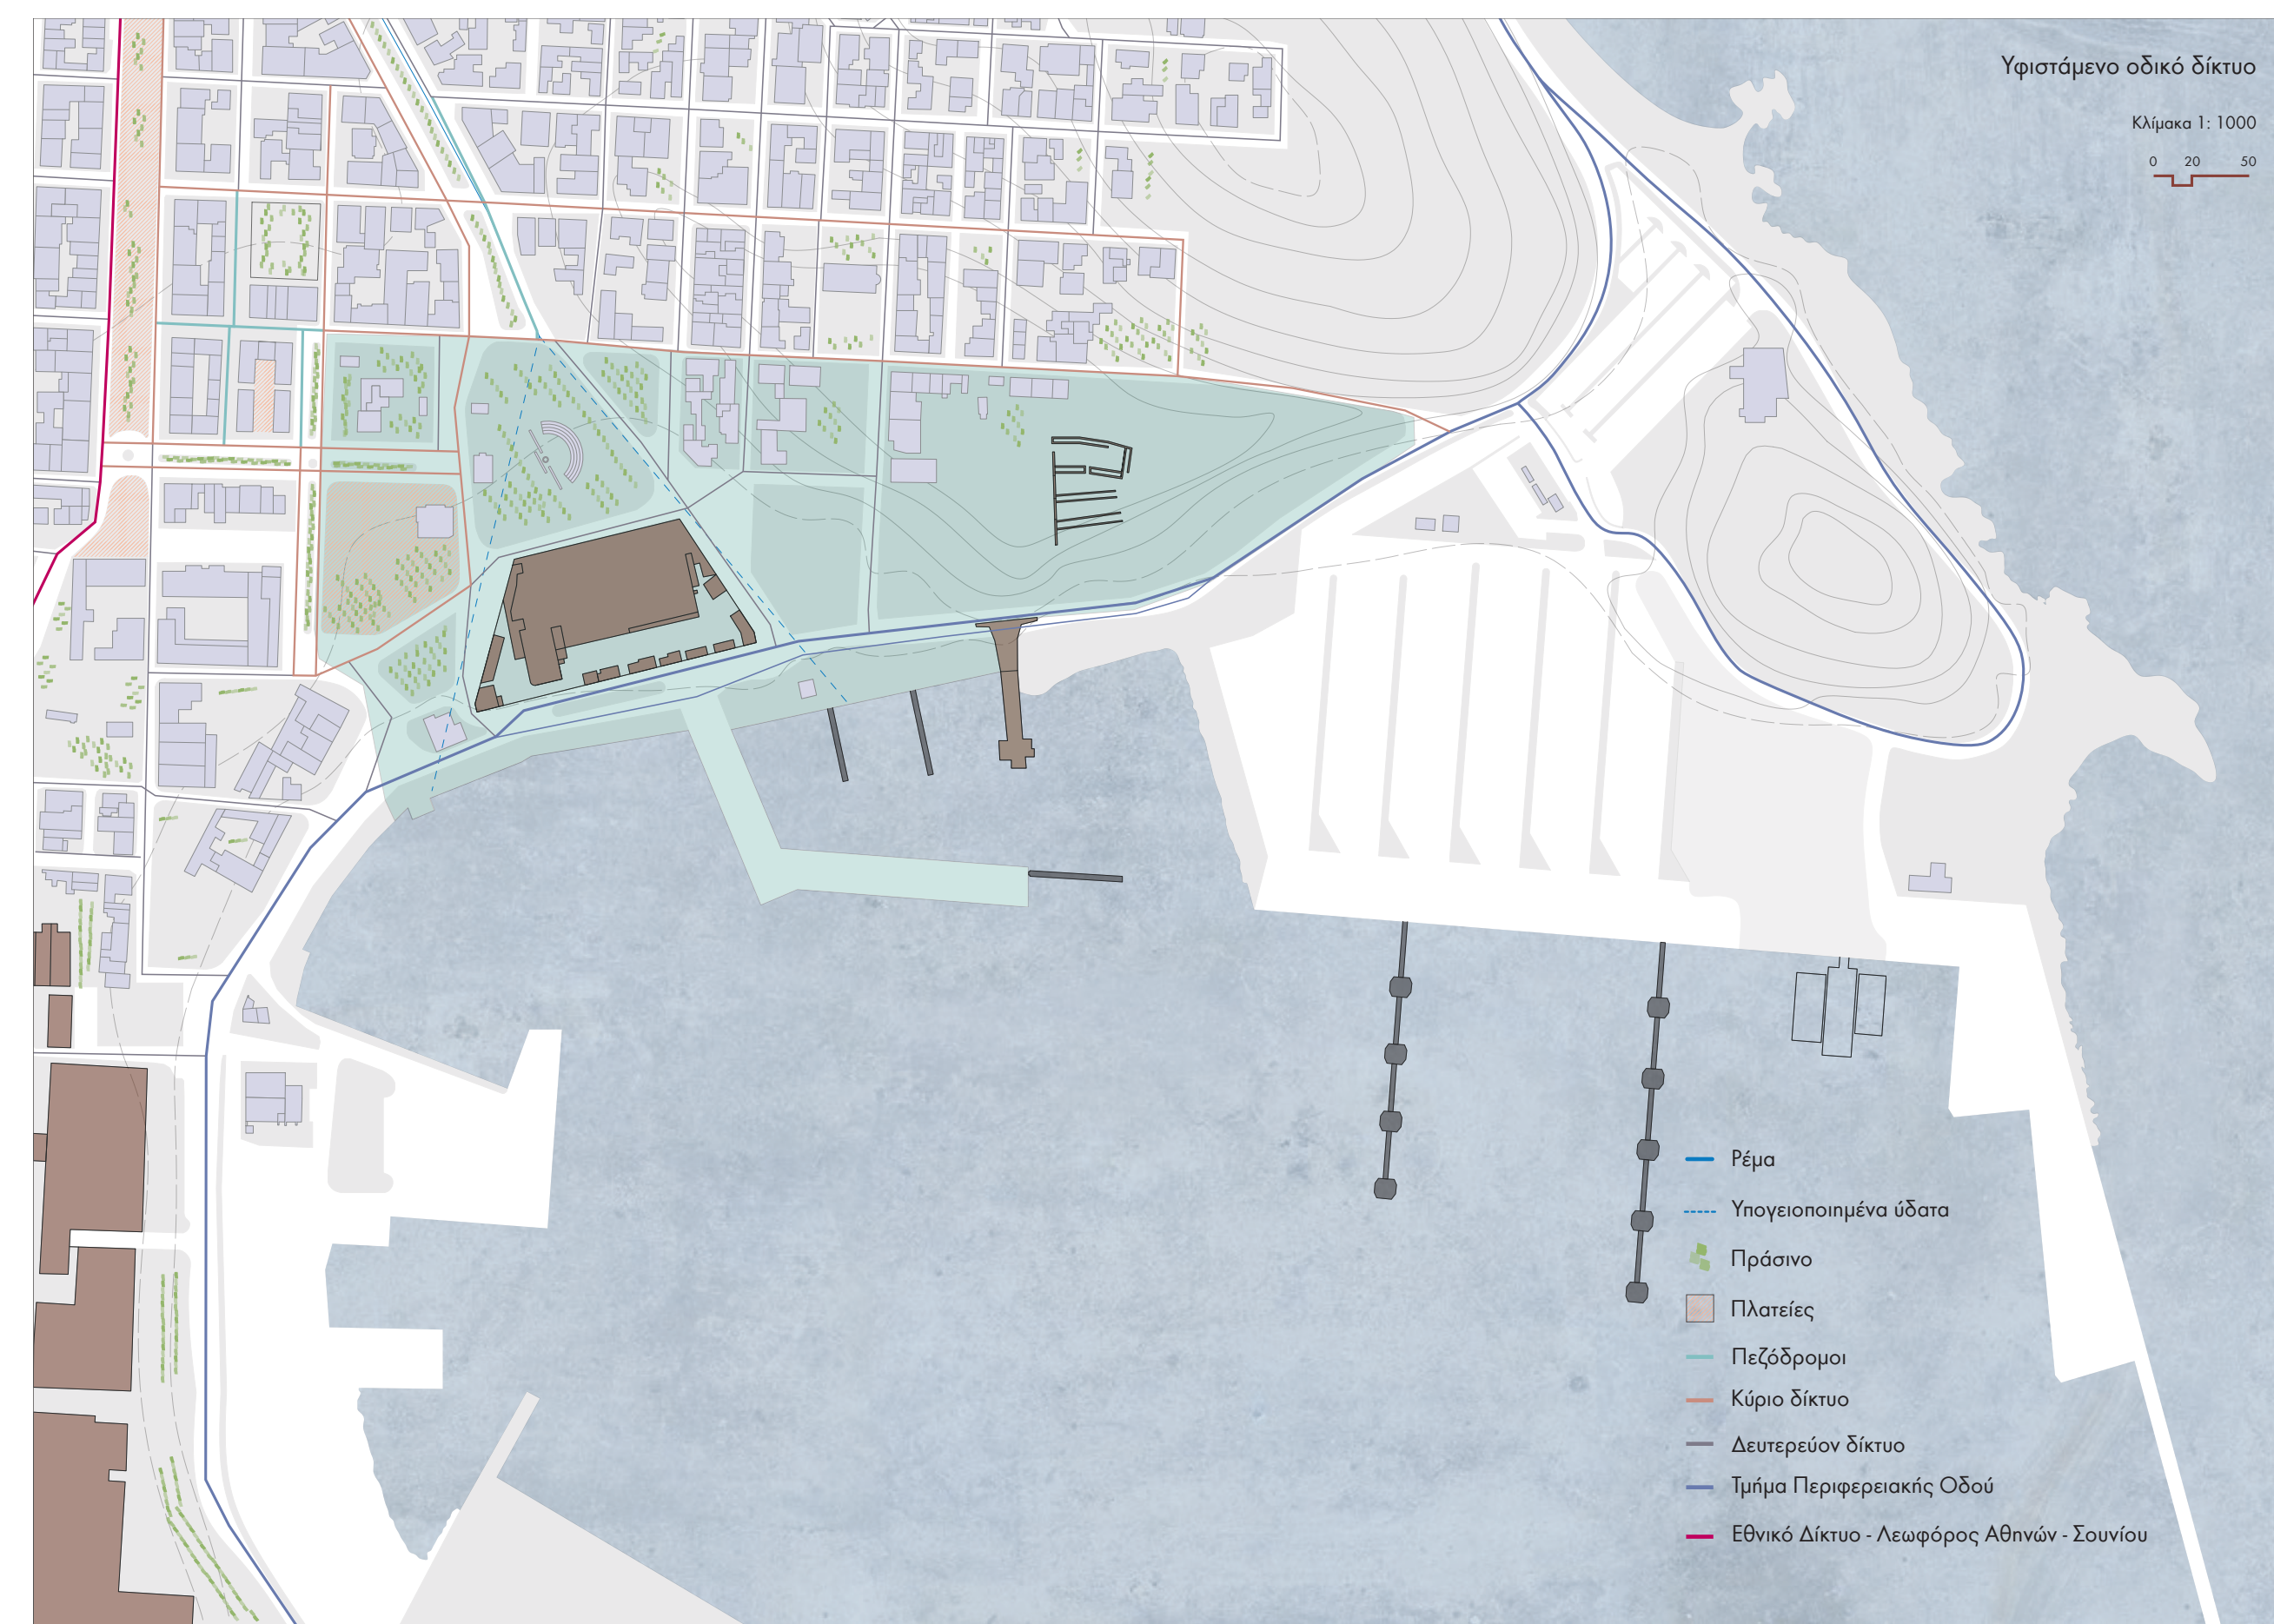 Υφιστάμενο οδικό δίκτυο
Κλίμακα 1: 1000
0 20 50
Ρέμα
Υπογειοποιημένα ύδατα
Πράσινο
Πλατείες
Πεζόδρομοι
Κύριο δίκτυο
Δευτερεύον δίκτυο
Τμήμα Περιφερειακής Οδού
Εθνικό Δίκτυο - Λεωφόρος Αθηνών - Σουνίου